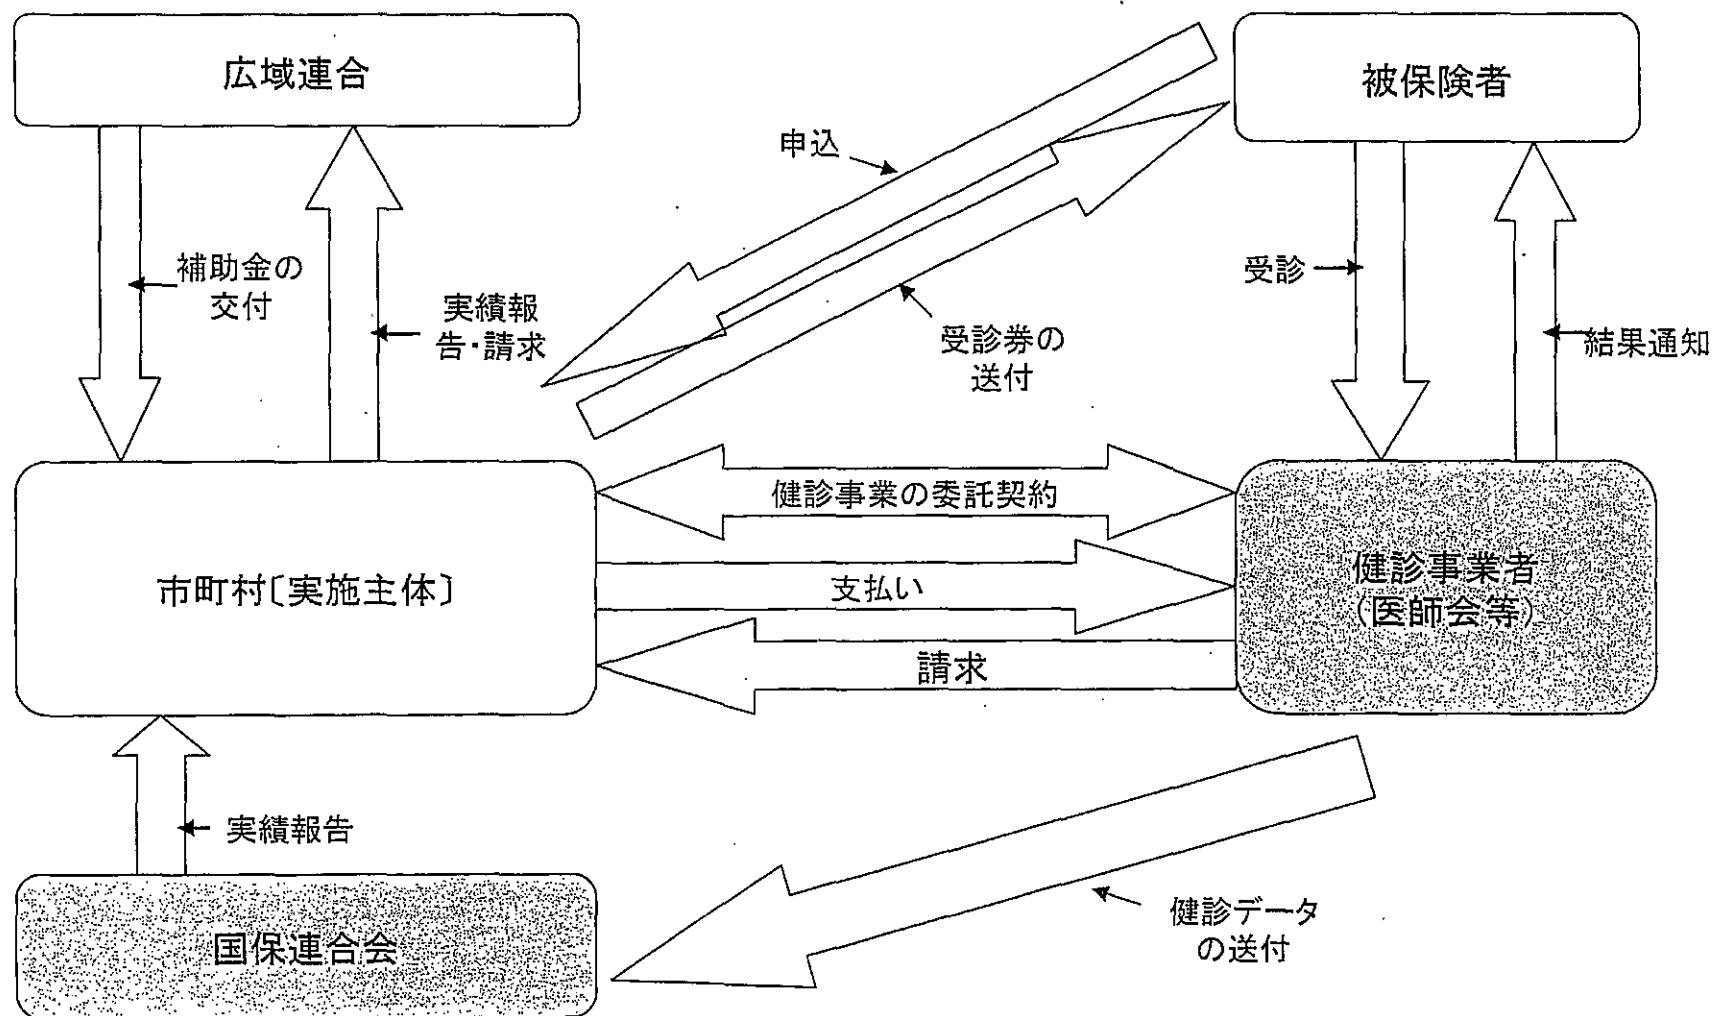 広域連合
被保険者
申込
補助金の
交付
実績報
告・請求
受診券の
送付
受診
結果通知
健診事業の委託契約
市町村〔実施主体〕
支払い
健診事業者
(医師会等)
請求
実績報告
国保連合会
健診データ
の送付